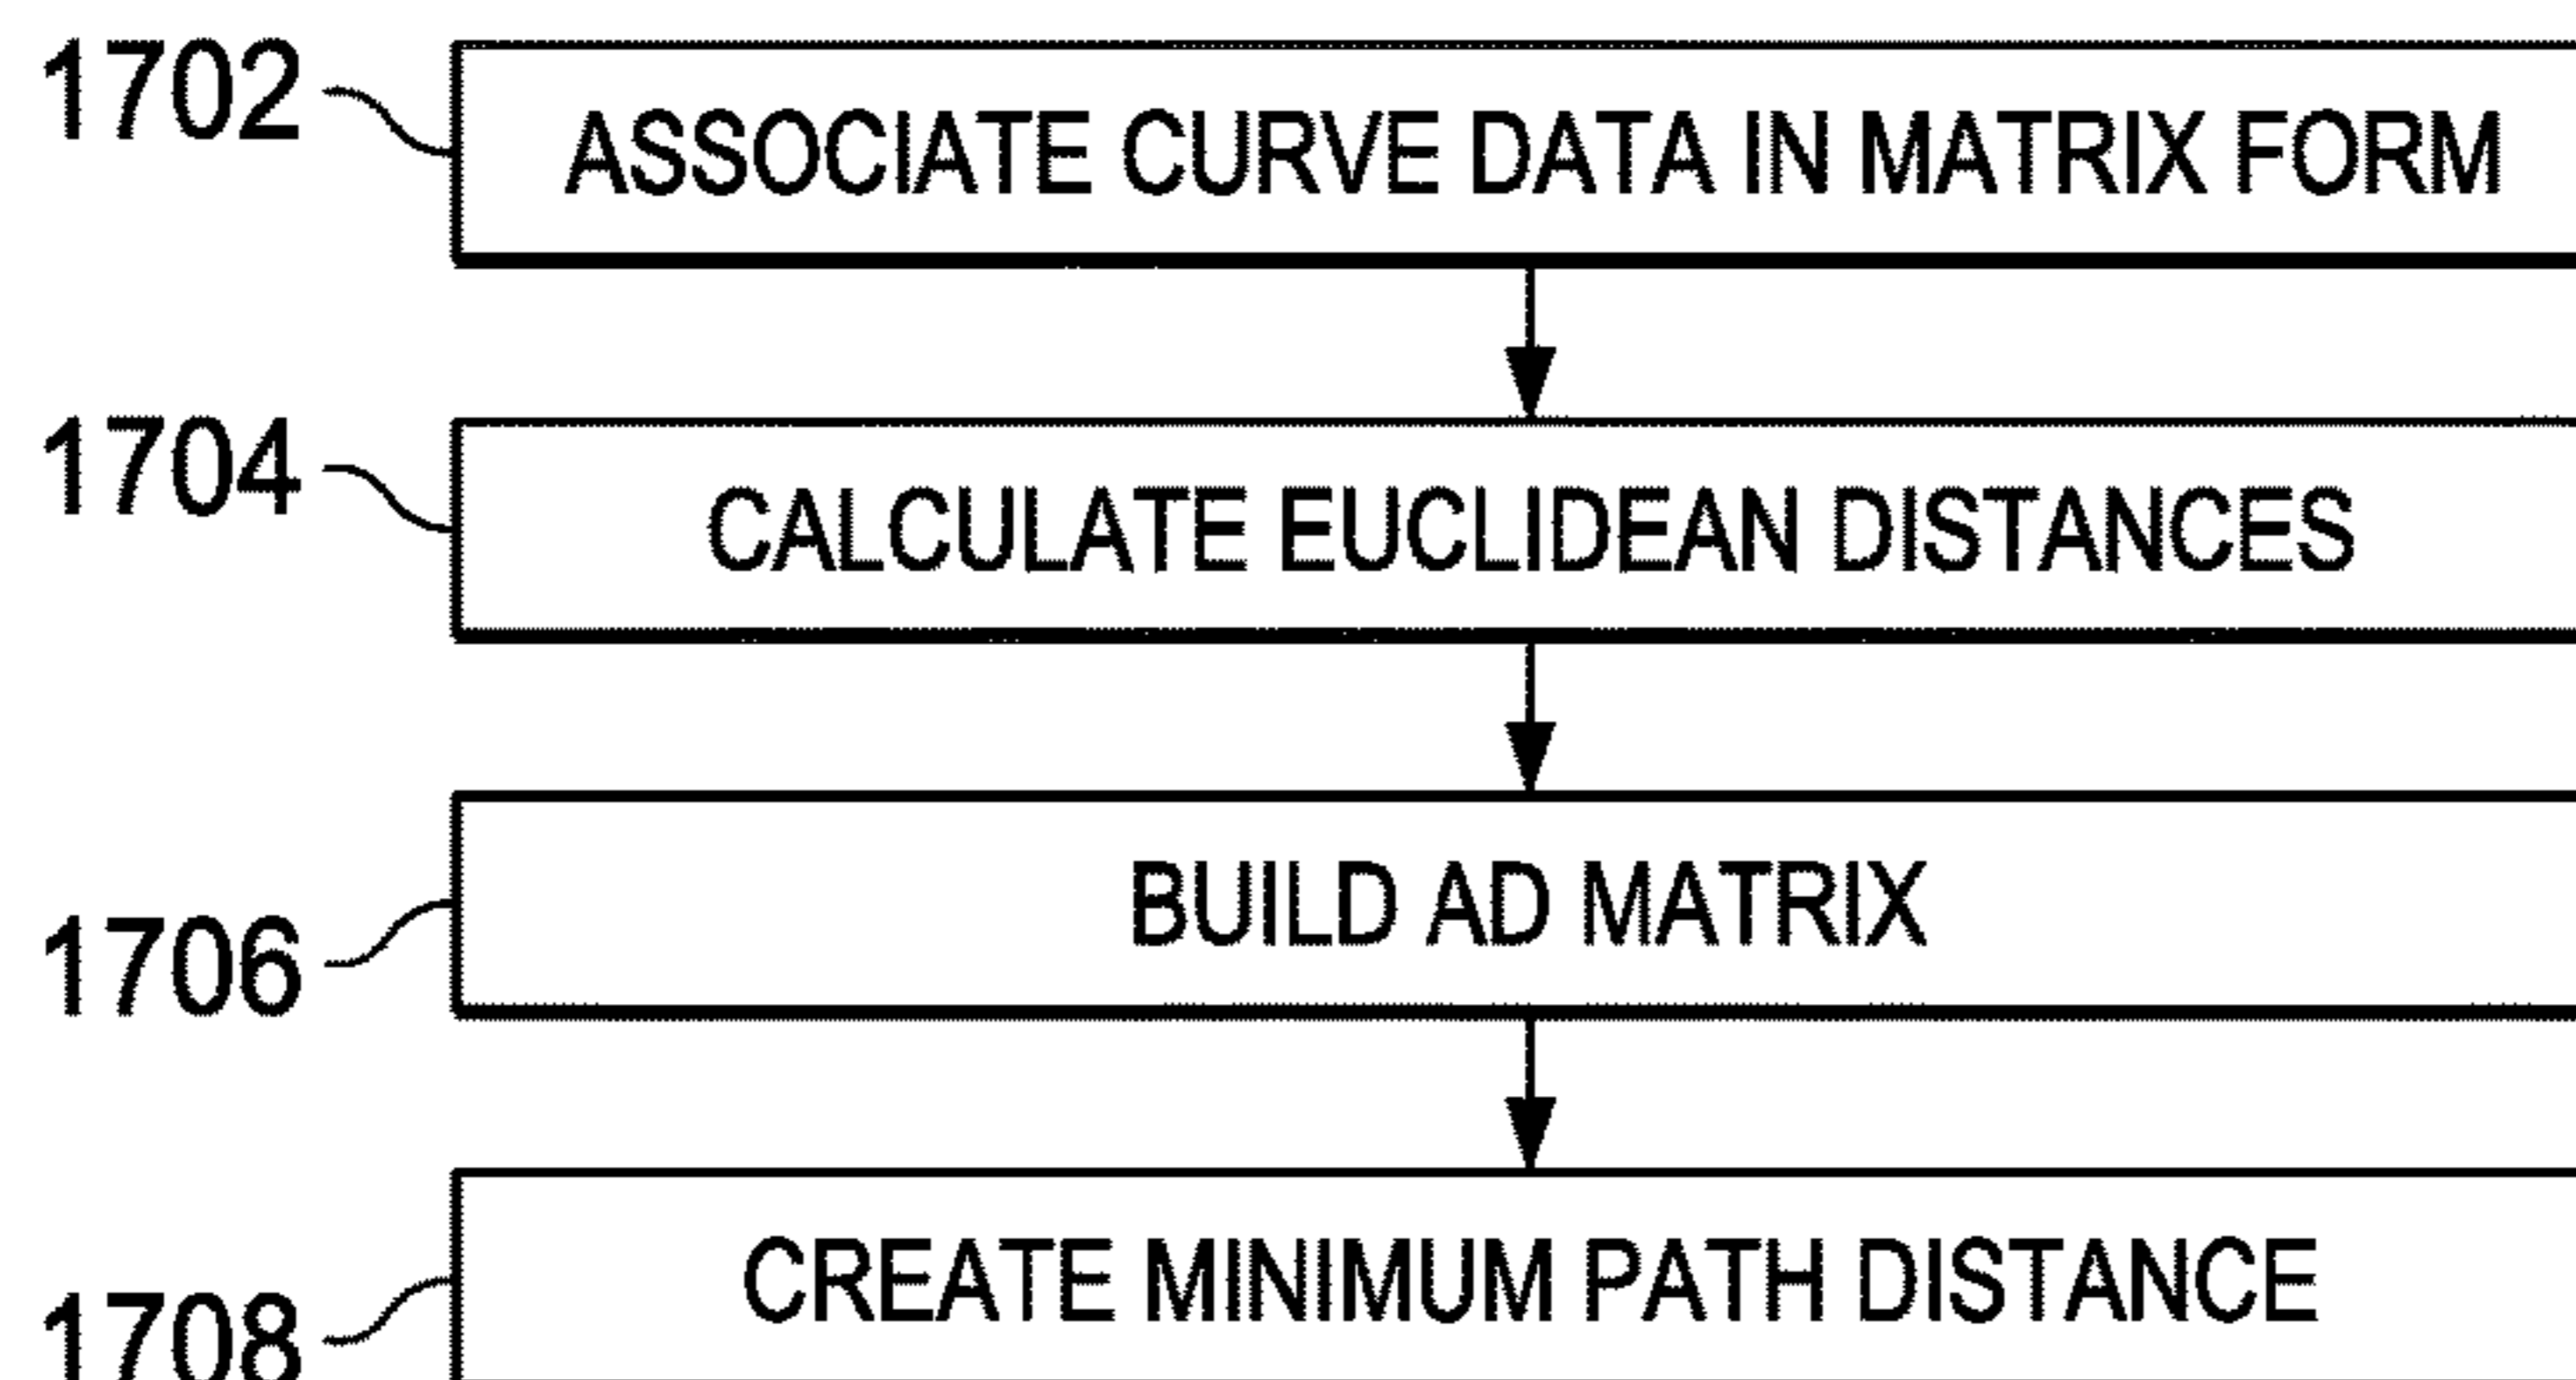 1702
ASSOCIATE CURVE DATA IN MATRIX FORM
1704
CALCULATE EUCLIDEAN DISTANCES
BUILD AD MATRIX
1706
CREATE MINIMUM PATH DISTANCE
1708